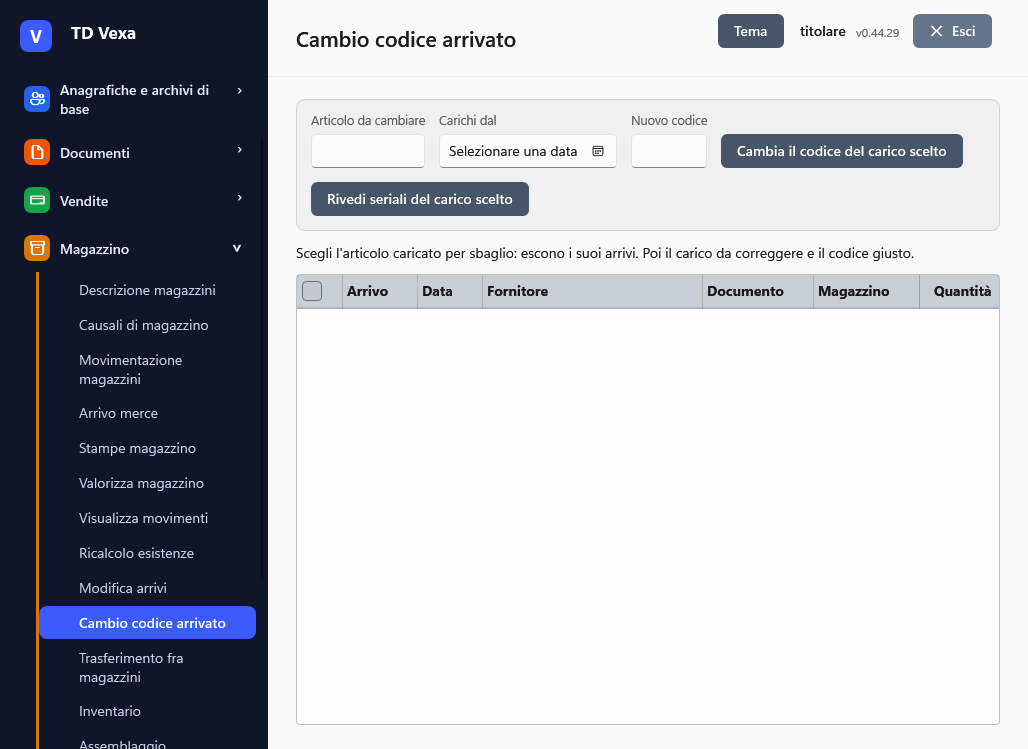 V TD Vexa
Anagrafiche e archivi di
base
Documenti
Vendite
Magazzino
Descrizione magazzini
Causali di magazzino
Movimentazione
magazzini
Arrivo merce
Stampe magazzino
Valorizza magazzino
Visualizza movimenti
Ricalcolo esistenze
Modifica arrivi
Cambio codice arrivato
Trasferimento fra
magazzini
Inventario
Assemblaggio
Cambio codice arrivato
Tema titolare v0.44.29 Esci
Articolo da cambiare Carichi dal Nuovo codice
Selezionare una data Cambia il codice del carico scelto
Rivedi seriali del carico scelto
Scegli l'articolo caricato per sbaglio: escono i suoi arrivi. Poi il carico da correggere e il codice giusto.
Arrivo Data Fornitore Documento Magazzino Quantità